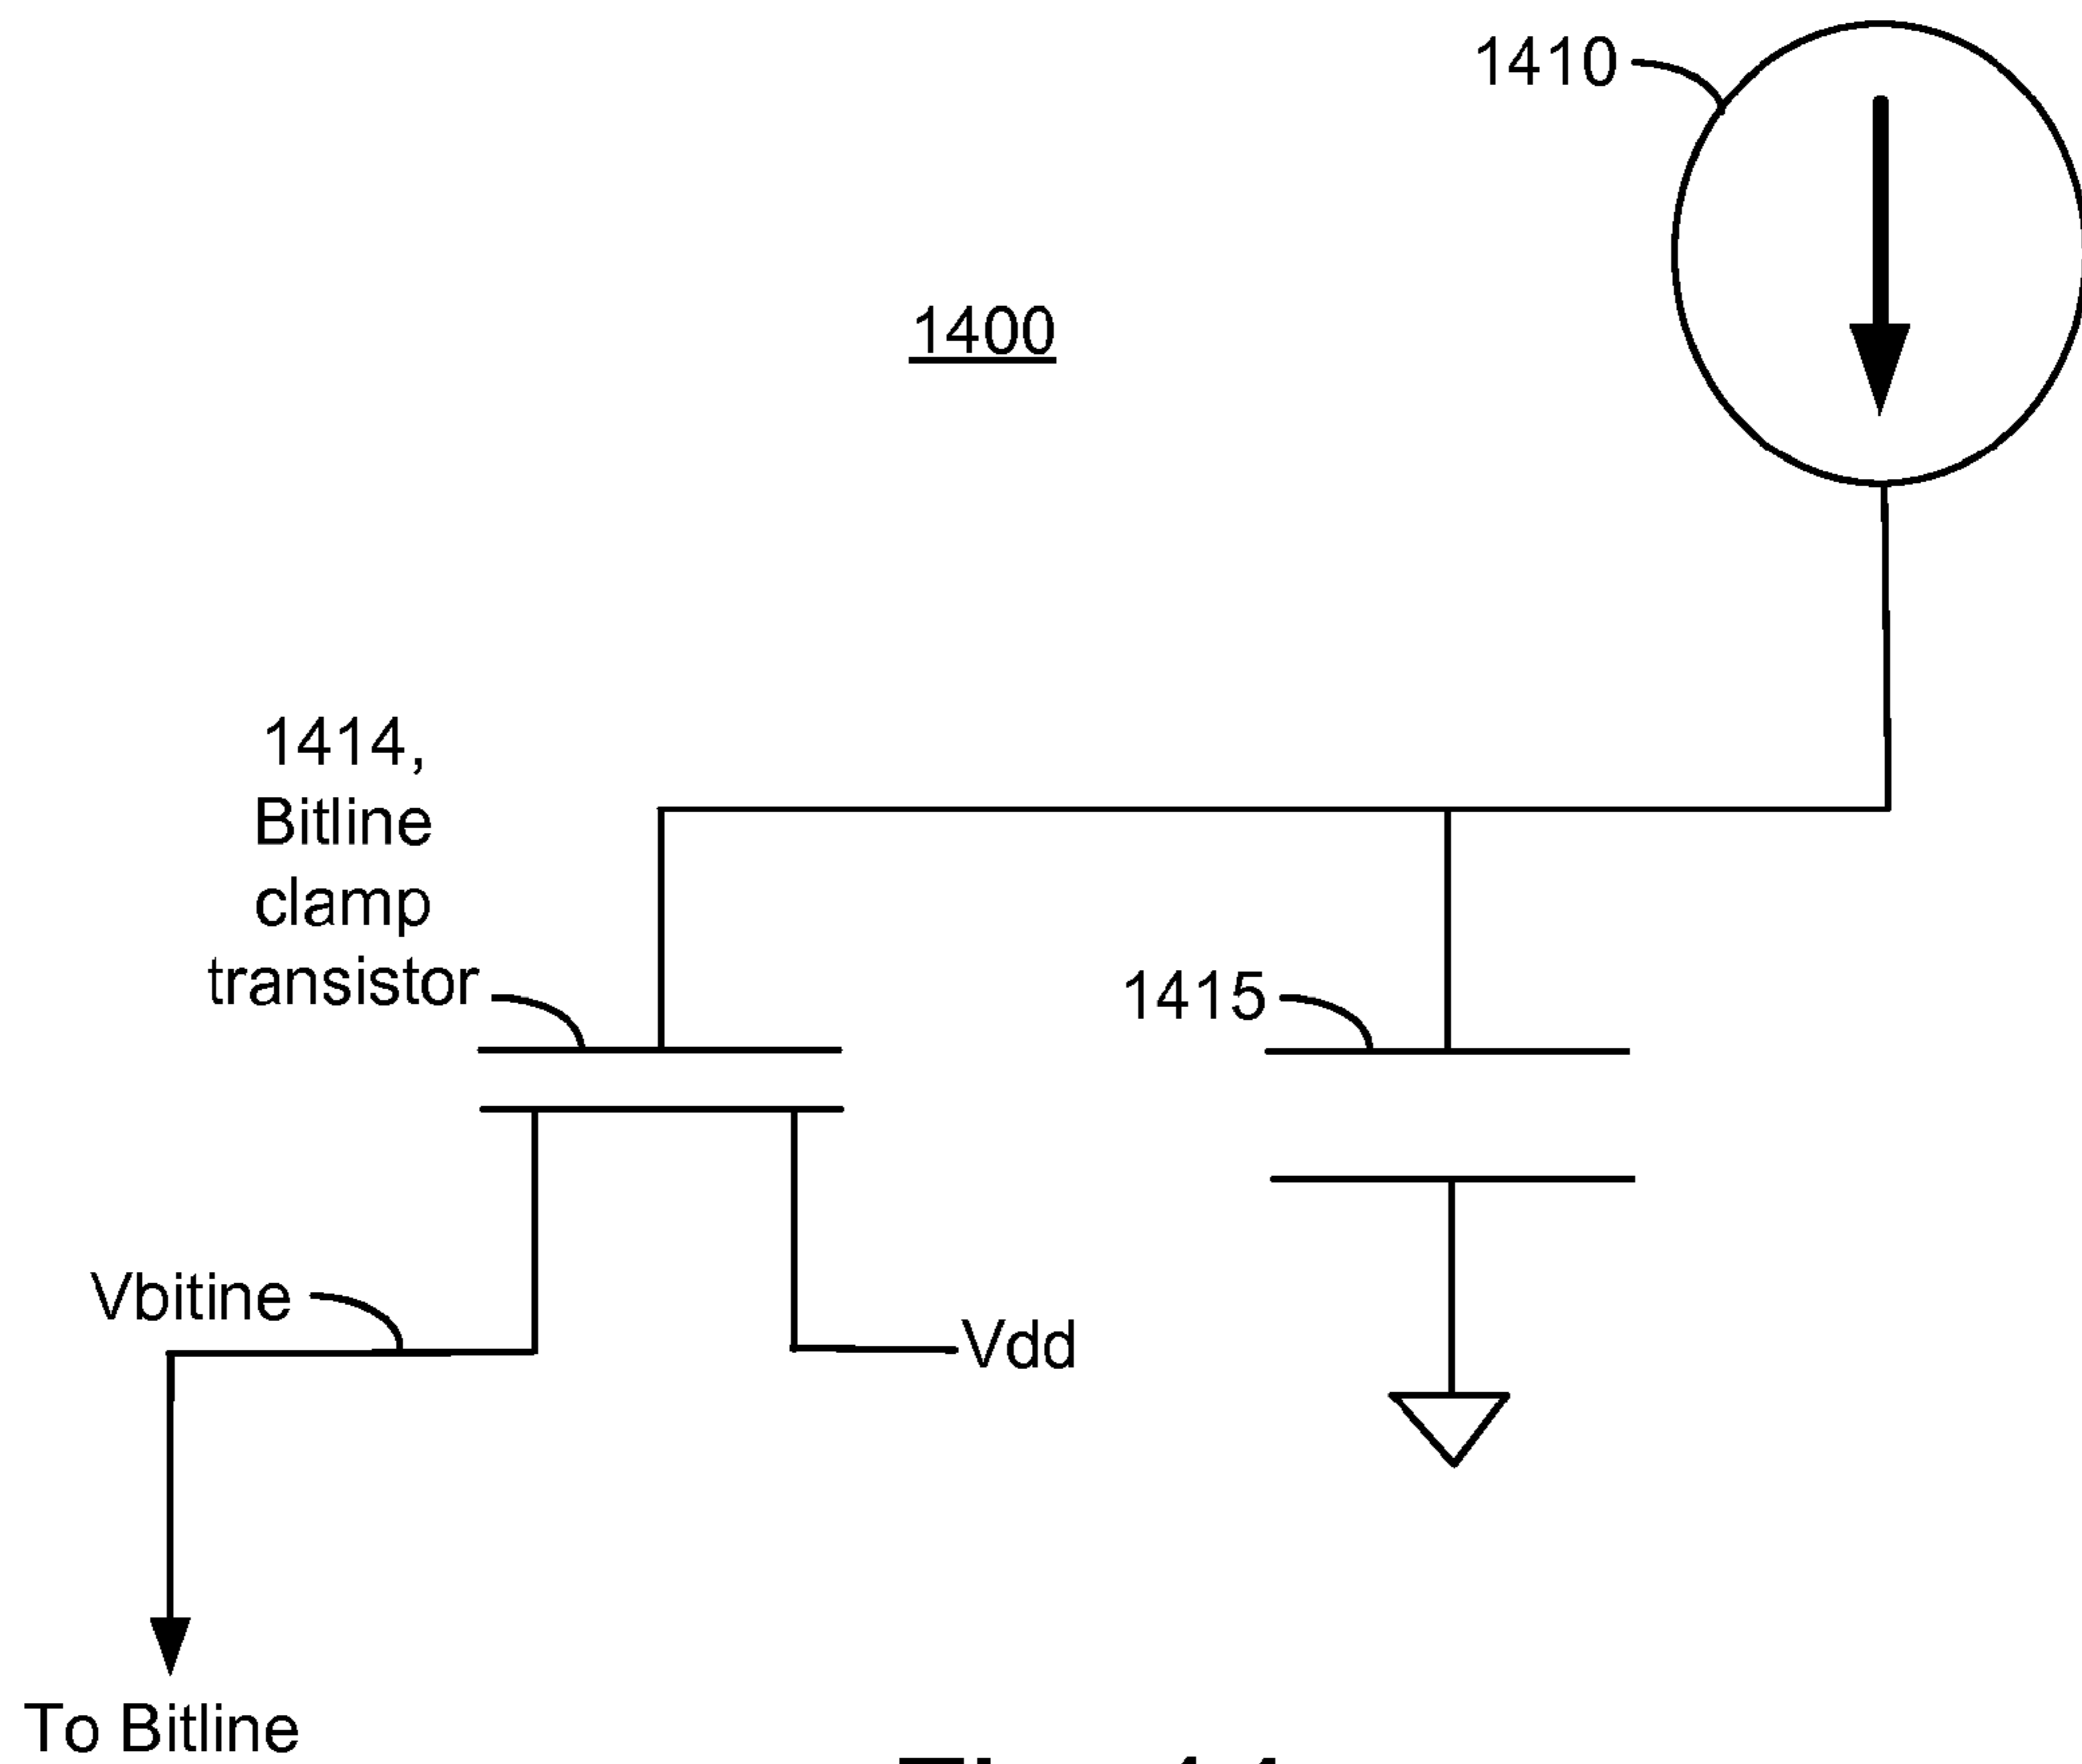 1410
1400
1414,
Bitline
clamp
transistor
1415
Vbitine
Vdd
To Bitline